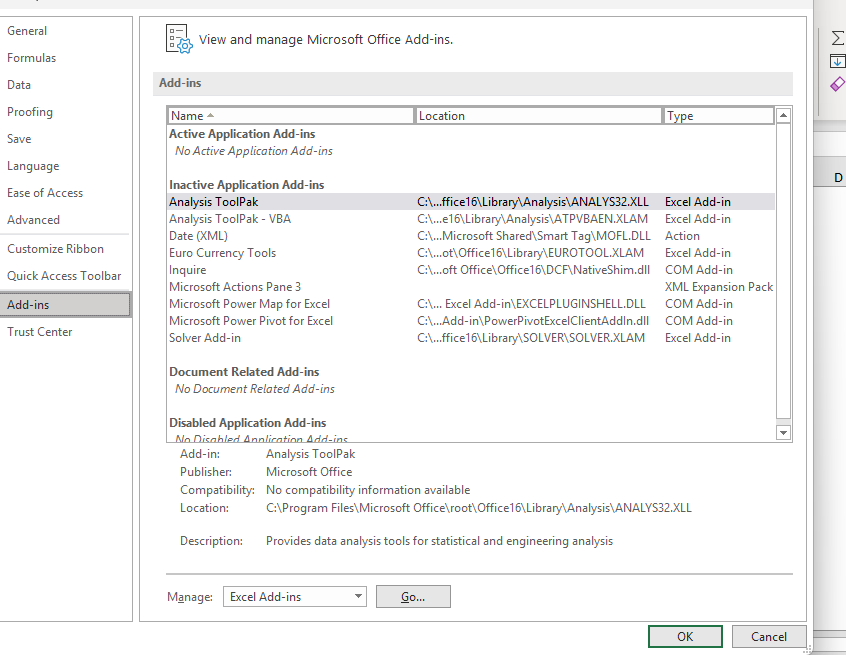 General
Formulas
Data
Proofing
Save
Language
Ease of Access
Advanced
Customize Ribbon
Quick Access Toolbar
Add-ins
Trust Center
View and manage Microsoft Office Add-ins.
Add-ins
Name Location Type
Active Application Add-ins
No Active Application Add-ins
Inactive Application Add-ins
Analysis ToolPak C:\...ffice16\Library\Analysis\ANALYS32.XLL Excel Add-in
Analysis ToolPak - VBA C:\...e16\Library\Analysis\ATPVBAEN.XLAM Excel Add-in
Date (XML) C:\...Microsoft Shared\Smart Tag\MOFL.DLL Action
Euro Currency Tools C:\...ot\Office16\Library\EUROTOOL.XLAM Excel Add-in
Inquire C:\...oft Office\Office16\DCF\NativeShim.dll COM Add-in
Microsoft Actions Pane 3 XML Expansion Pack
Microsoft Power Map for Excel C:\... Excel Add-in\EXCELPLUGINSHELL.DLL COM Add-in
Microsoft Power Pivot for Excel C:\...Add-in\PowerPivotExcelClientAddIn.dll COM Add-in
Solver Add-in C:\...ffice16\Library\SOLVER\SOLVER.XLAM Excel Add-in
Document Related Add-ins
No Document Related Add-ins
Disabled Application Add-ins
No Disabled Application Add-ins
Add-in: Analysis ToolPak
Publisher: Microsoft Office
Compatibility: No compatibility information available
Location: C:\Program Files\Microsoft Office\root\Office16\Library\Analysis\ANALYS32.XLL
Description: Provides data analysis tools for statistical and engineering analysis
Manage: Excel Add-ins Go...
OK Cancel
Σ
D